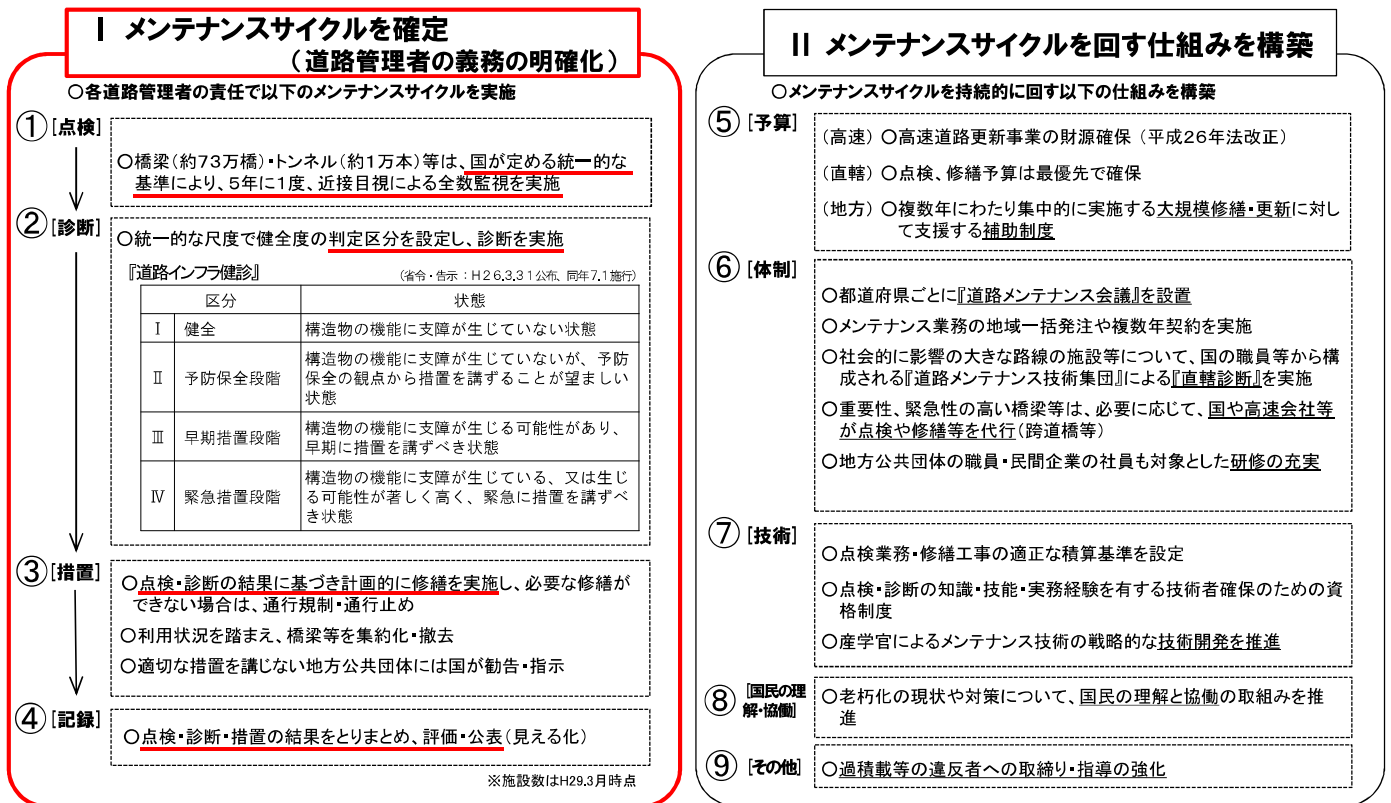 Ⅰ メンテナンスサイクルを確定
（道路管理者の義務の明確化）
○各道路管理者の責任で以下のメンテナンスサイクルを実施
①[点検]
○橋梁(約73万橋)・トンネル(約1万本)等は、国が定める統一的な
基準により、5年に1度、近接目視による全数監視を実施
②[診断]
○統一的な尺度で健全度の判定区分を設定し、診断を実施
『道路インフラ健診』
（省令・告示：H26.3.31公布、同年7.1施行）
区分 状態
Ⅰ 健全 構造物の機能に支障が生じていない状態
Ⅱ 予防保全段階 構造物の機能に支障が生じていないが、予防
保全の観点から措置を講ずることが望ましい
状態
Ⅲ 早期措置段階 構造物の機能に支障が生じる可能性があり、
早期に措置を講ずべき状態
Ⅳ 緊急措置段階 構造物の機能に支障が生じている、又は生じ
る可能性が著しく高く、緊急に措置を講ずべ
き状態
③[措置]
○点検・診断の結果に基づき計画的に修繕を実施し、必要な修繕が
できない場合は、通行規制・通行止め
○利用状況を踏まえ、橋梁等を集約化・撤去
○適切な措置を講じない地方公共団体には国が勧告・指示
④[記録]
○点検・診断・措置の結果をとりまとめ、評価・公表(見える化)
※施設数はH29.3月時点
Ⅱ メンテナンスサイクルを回す仕組みを構築
○メンテナンスサイクルを持続的に回す以下の仕組みを構築
⑤[予算]
(高速) ○高速道路更新事業の財源確保 (平成26年法改正)
(直轄) ○点検、修繕予算は最優先で確保
(地方) ○複数年にわたり集中的に実施する大規模修繕・更新に対し
て支援する補助制度
⑥[体制]
○都道府県ごとに『道路メンテナンス会議』を設置
○メンテナンス業務の地域一括発注や複数年契約を実施
○社会的に影響の大きな路線の施設等について、国の職員等から構
成される『道路メンテナンス技術集団』による『直轄診断』を実施
○重要性、緊急性の高い橋梁等は、必要に応じて、国や高速会社等
が点検や修繕等を代行(跨道橋等)
○地方公共団体の職員・民間企業の社員も対象とした研修の充実
⑦[技術]
○点検業務・修繕工事の適正な積算基準を設定
○点検・診断の知識・技能・実務経験を有する技術者確保のための資
格制度
○産学官によるメンテナンス技術の戦略的な技術開発を推進
⑧[国民の理
解・協働]
○老朽化の現状や対策について、国民の理解と協働の取組みを推
進
⑨[その他]
○過積載等の違反者への取締り・指導の強化